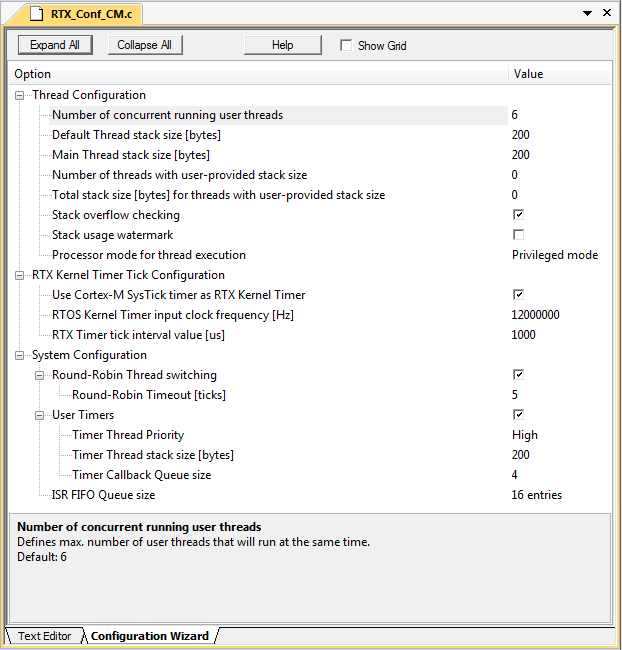 RTX_Conf_CM.c
Expand All Collapse All Help Show Grid
Option Value
Thread Configuration
Number of concurrent running user threads 6
Default Thread stack size [bytes] 200
Main Thread stack size [bytes] 200
Number of threads with user-provided stack size 0
Total stack size [bytes] for threads with user-provided stack size 0
Stack overflow checking
Stack usage watermark
Processor mode for thread execution Privileged mode
RTX Kernel Timer Tick Configuration
Use Cortex-M SysTick timer as RTX Kernel Timer
RTOS Kernel Timer input clock frequency [Hz] 12000000
RTX Timer tick interval value [us] 1000
System Configuration
Round-Robin Thread switching
Round-Robin Timeout [ticks] 5
User Timers
Timer Thread Priority High
Timer Thread stack size [bytes] 200
Timer Callback Queue size 4
ISR FIFO Queue size 16 entries
Number of concurrent running user threads
Defines max. number of user threads that will run at the same time.
Default: 6
Text Editor Configuration Wizard